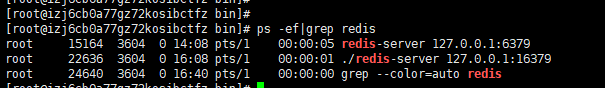 [root@izj6cb0a77gz72kosibctfz bin]#
[root@izj6cb0a77gz72kosibctfz bin]# ps -ef|grep redis
root 15164 3604 0 14:08 pts/1 00:00:05 redis-server 127.0.0.1:6379
root 22636 3604 0 16:08 pts/1 00:00:01 ./redis-server 127.0.0.1:16379
root 24640 3604 0 16:40 pts/1 00:00:00 grep --color=auto redis
[root@izj6cb0a77gz72kosibctfz bin]#